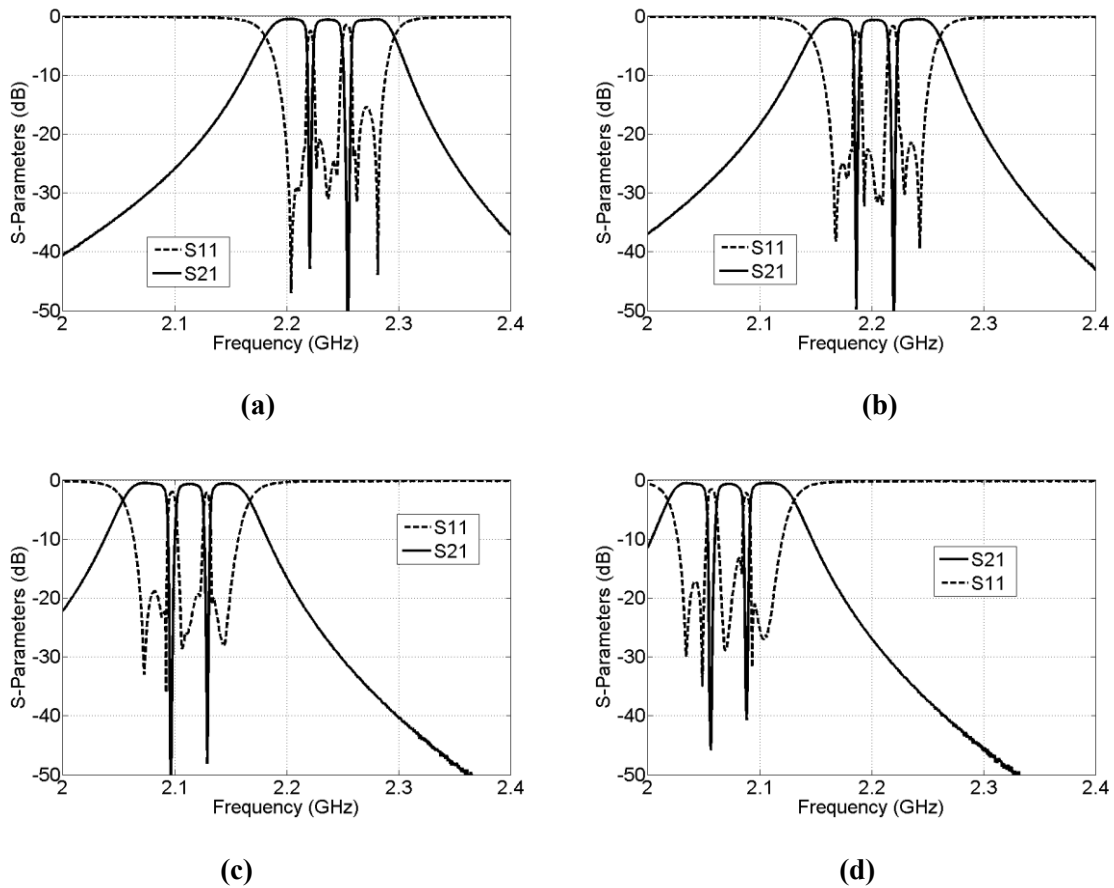 0
-10
-20
-30
-40
-50
S-Parameters (dB)
S11
S21
2
2.1
2.2
2.3
2.4
Frequency (GHz)
(a)
0
-10
-20
-30
-40
-50
S-Parameters (dB)
S11
S21
2
2.1
2.2
2.3
2.4
Frequency (GHz)
(b)
0
-10
-20
-30
-40
-50
S-Parameters (dB)
S11
S21
2
2.1
2.2
2.3
2.4
Frequency (GHz)
(c)
0
-10
-20
-30
-40
-50
S-Parameters (dB)
S21
S11
2
2.1
2.2
2.3
2.4
Frequency (GHz)
(d)